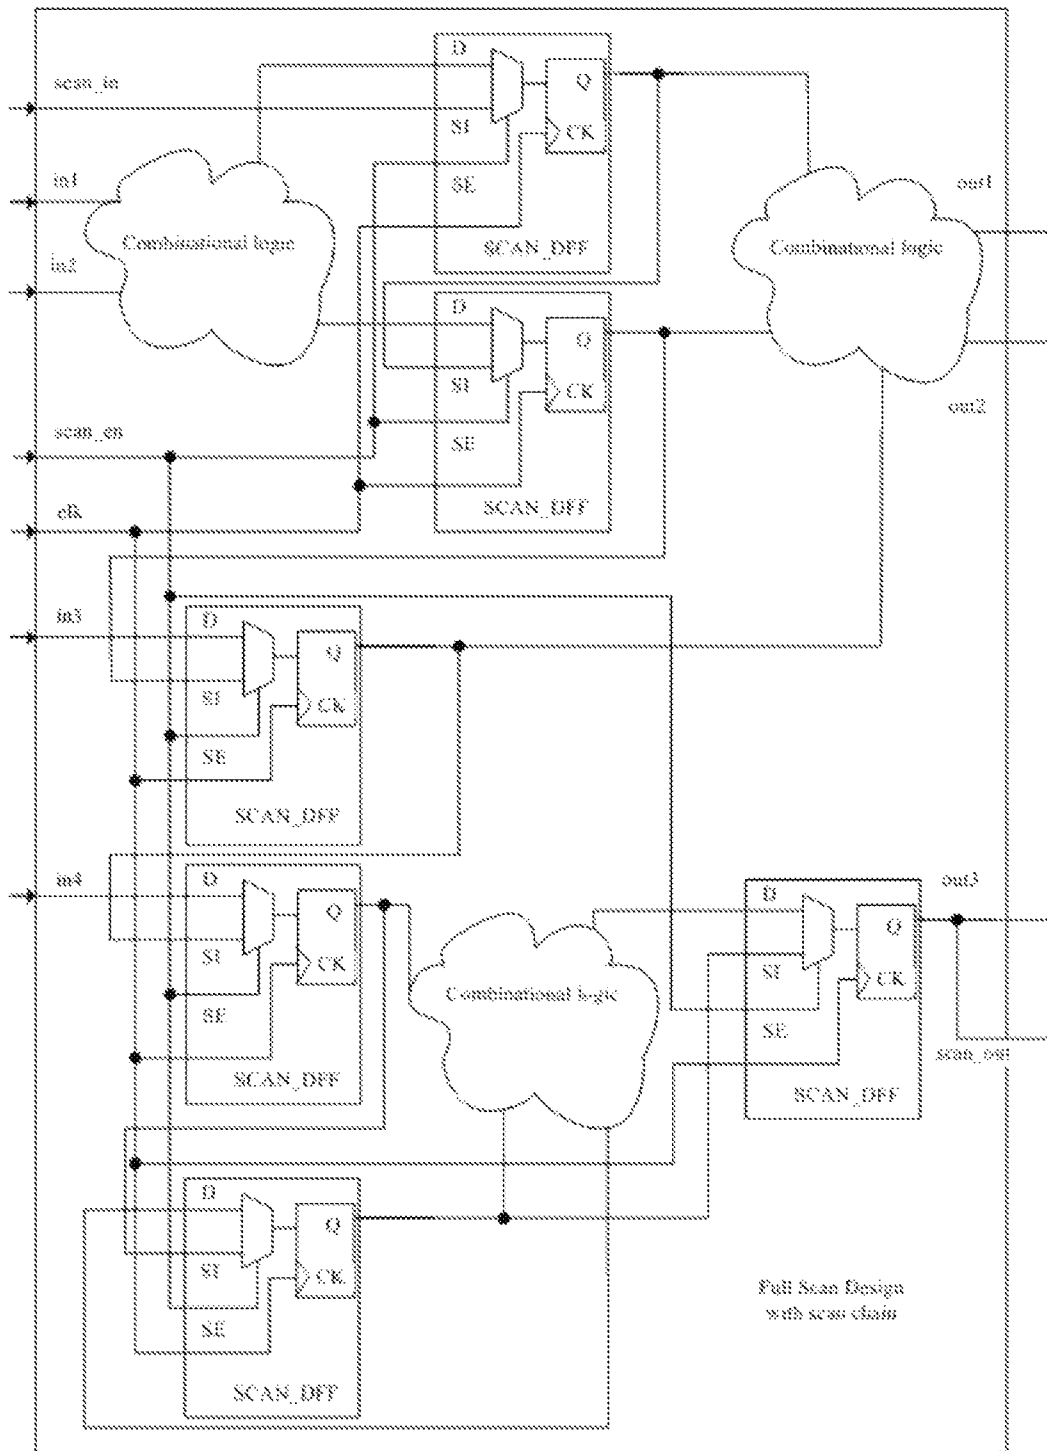 scan_in
D
Q
SI
CK
SE
SCAN_DFF
in1
in2
Combinational logic
out1
Combinational logic
out2
D
Q
SI
CK
SE
SCAN_DFF
scan_en
clk
in3
D
Q
SI
CK
SE
SCAN_DFF
in4
D
Q
SI
CK
SE
SCAN_DFF
Combinational logic
D
Q
SI
CK
SE
SCAN_DFF
out3
scan_out
D
Q
SI
CK
SE
SCAN_DFF
Full Scan Design
with scan chain